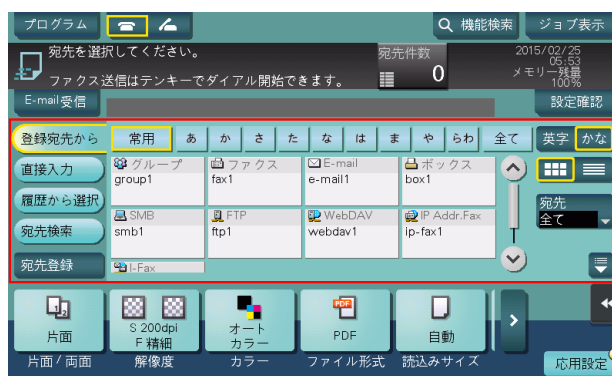 プログラム
機能検索
ジョブ表示
宛先を選択してください。
ファクス送信はテンキーでダイアル開始できます。
宛先件数
0
2015/02/25
05:53
メモリー残量
100%
E-mail受信
設定確認
登録宛先から
常用
あ
か
さ
た
な
は
ま
や
らわ
全て
英字
かな
直接入力
履歴から選択
宛先検索
宛先登録
グループ
group1
ファクス
fax1
E-mail
e-mail1
ボックス
box1
SMB
smb1
FTP
ftp1
WebDAV
webdav1
IP Addr.Fax
ip-fax1
I-Fax
宛先
全て
片面
片面/両面
S 200dpi
F 精細
解像度
オート
カラー
カラー
PDF
PDF
ファイル形式
自動
読込みサイズ
応用設定